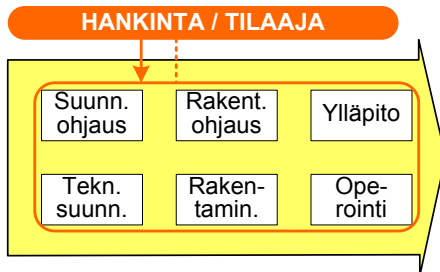 HANKINTA / TILAAJA
Suunn.
ohjaus
Rakent.
ohjaus
Ylläpito
Tekn.
suunn.
Raken-
tamin.
Ope-
rointi